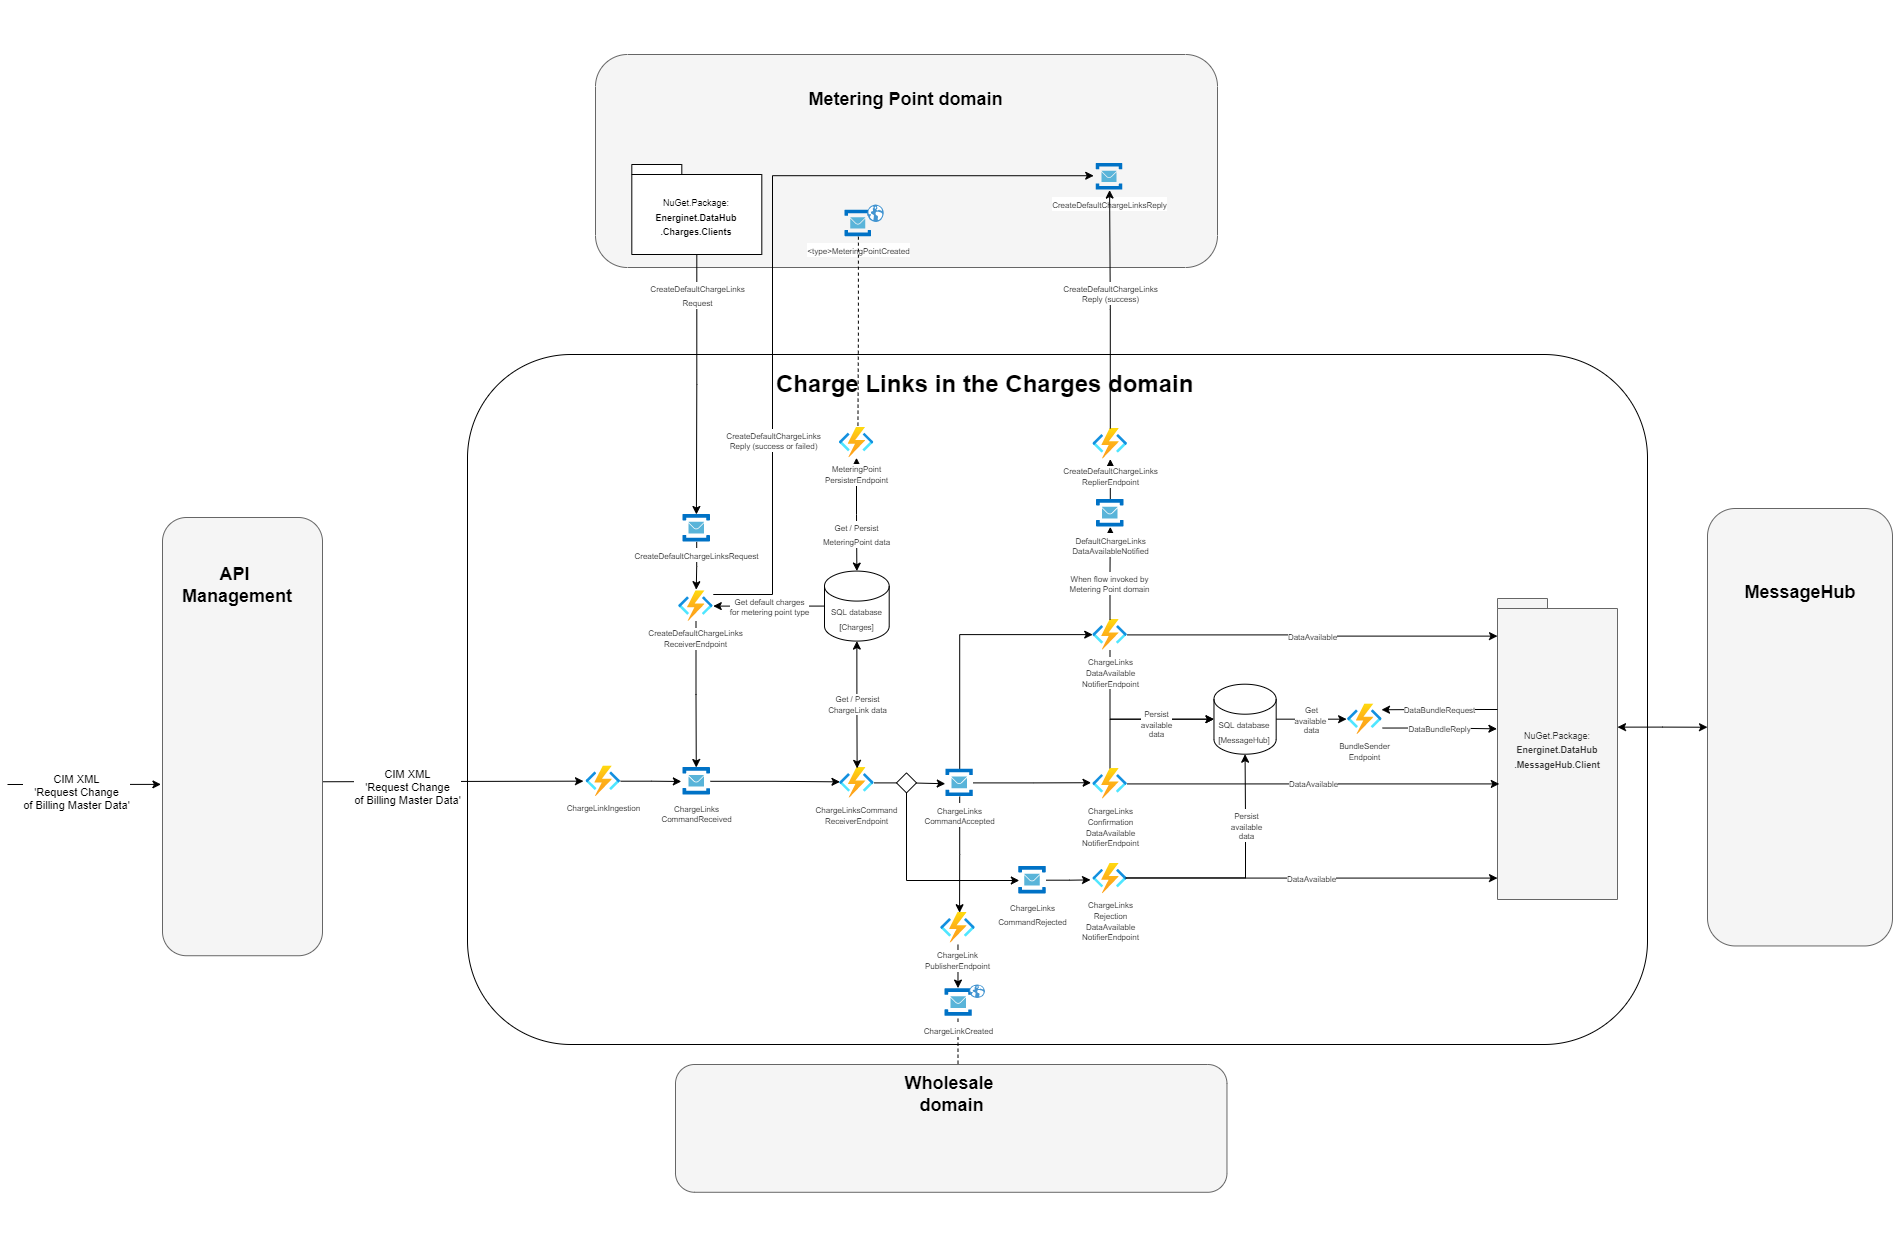 Metering Point domain
NuGet.Package:
Energinet.DataHub
.Charges.Clients
CreateDefaultChargeLinksReply
<type>MeteringPointCreated
CreateDefaultChargeLinks
Request
CreateDefaultChargeLinks
Reply (success)
Charge Links in the Charges domain
CreateDefaultChargeLinks
Reply (success or failed)
MeteringPoint
PersisterEndpoint
CreateDefaultChargeLinks
ReplierEndpoint
Get / Persist
MeteringPoint data
DefaultChargeLinks
DataAvailableNotified
CreateDefaultChargeLinksRequest
When flow invoked by
Metering Point domain
API
Management
MessageHub
Get default charges
for metering point type
SQL database
[Charges]
CreateDefaultChargeLinks
ReceiverEndpoint
DataAvailable
ChargeLinks
DataAvailable
NotifierEndpoint
Get / Persist
ChargeLink data
Persist
available
data
SQL database
[MessageHub]
Get
available
data
DataBundleRequest
DataBundleReply
BundleSender
Endpoint
NuGet.Package:
Energinet.DataHub
.MessageHub.Client
CIM XML
'Request Change
of Billing Master Data'
CIM XML
'Request Change
of Billing Master Data'
ChargeLinkIngestion
ChargeLinks
CommandReceived
ChargeLinksCommand
ReceiverEndpoint
ChargeLinks
CommandAccepted
ChargeLinks
Confirmation
DataAvailable
NotifierEndpoint
DataAvailable
Persist
available
data
ChargeLinks
CommandRejected
ChargeLinks
Rejection
DataAvailable
NotifierEndpoint
DataAvailable
ChargeLink
PublisherEndpoint
ChargeLinkCreated
Wholesale
domain